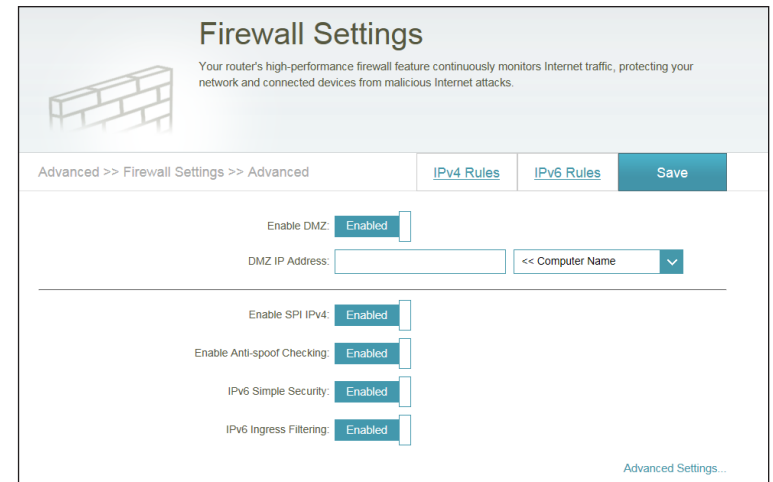 Firewall Settings
Your router's high-performance firewall feature continuously monitors Internet traffic, protecting your
network and connected devices from malicious Internet attacks.
Advanced >> Firewall Settings >> Advanced
IPv4 Rules
IPv6 Rules
Save
Enable DMZ: Enabled
DMZ IP Address: << Computer Name
Enable SPI IPv4: Enabled
Enable Anti-spoof Checking: Enabled
IPv6 Simple Security: Enabled
IPv6 Ingress Filtering: Enabled
Advanced Settings...